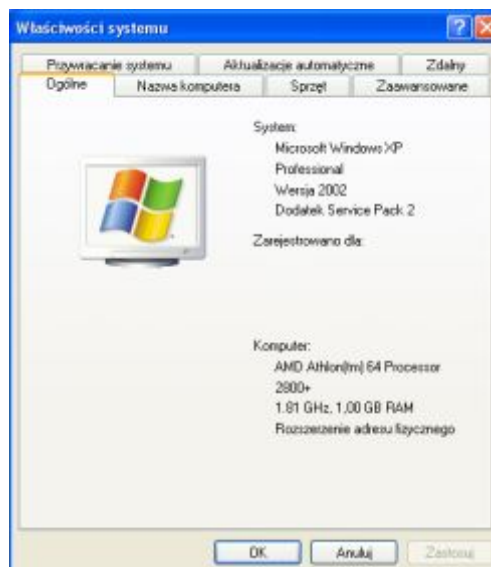 Właściwości systemu
Przywracanie systemu Aktualizacje automatyczne Zdalny
Ogólne Nazwa komputera Sprzęt Zaawansowane
System:
Microsoft Windows XP
Professional
Wersja 2002
Dodatek Service Pack 2
Zarejestrowano dla:
Komputer:
AMD Athlon(tm) 64 Processor
2800+
1.81 GHz, 1,00 GB RAM
Rozszerzenie adresu fizycznego
OK Anuluj Zastosuj